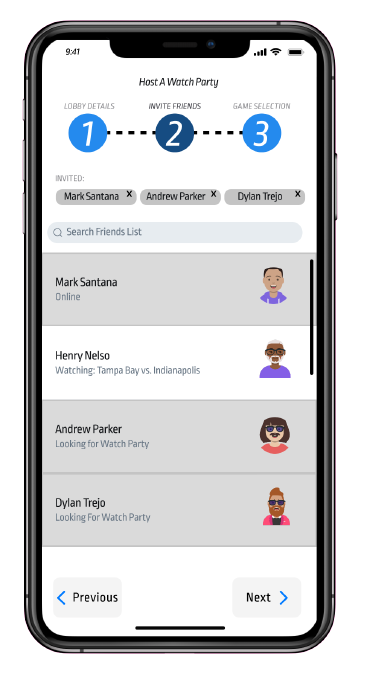 9:41
Host A Watch Party
LOBBY DETAILS INVITE FRIENDS GAME SELECTION
1 2 3
INVITED:
Mark Santana X Andrew Parker X Dylan Trejo X
Search Friends List
Mark Santana
Online
Henry Nelso
Watching: Tampa Bay vs. Indianapolis
Andrew Parker
Looking for Watch Party
Dylan Trejo
Looking For Watch Party
Previous Next